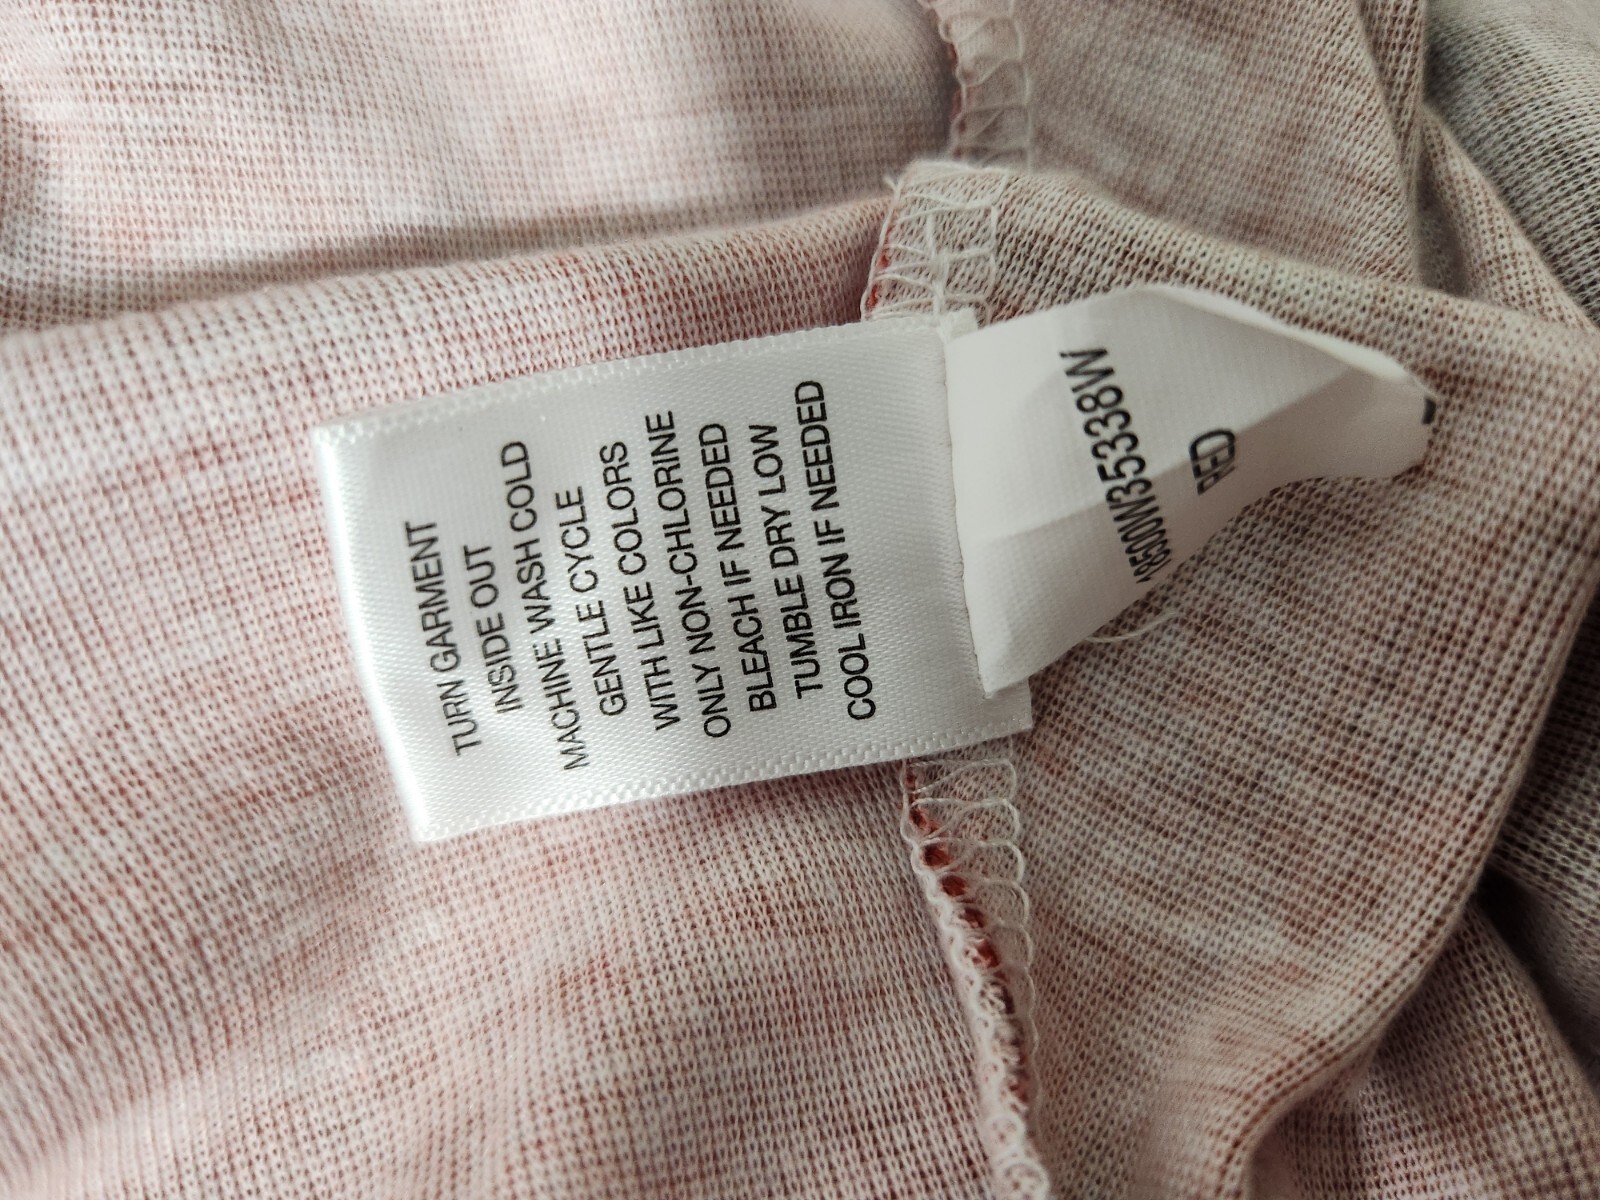 TURN GARMENT
INSIDE OUT
MACHINE WASH COLD
GENTLE CYCLE
WITH LIKE COLORS
ONLY NON-CHLORINE
BLEACH IF NEEDED
TUMBLE DRY LOW
COOL IRON IF NEEDED
RED